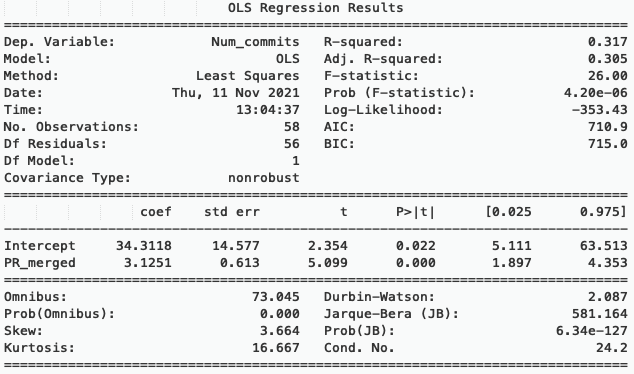 OLS Regression Results
==============================================================================
Dep. Variable: Num_commits R-squared: 0.317
Model: OLS Adj. R-squared: 0.305
Method: Least Squares F-statistic: 26.00
Date: Thu, 11 Nov 2021 Prob (F-statistic): 4.20e-06
Time: 13:04:37 Log-Likelihood: -353.43
No. Observations: 58 AIC: 710.9
Df Residuals: 56 BIC: 715.0
Df Model: 1
Covariance Type: nonrobust
==============================================================================
coef std err t P>|t| [0.025 0.975]
------------------------------------------------------------------------------
Intercept 34.3118 14.577 2.354 0.022 5.111 63.513
PR_merged 3.1251 0.613 5.099 0.000 1.897 4.353
==============================================================================
Omnibus: 73.045 Durbin-Watson: 2.087
Prob(Omnibus): 0.000 Jarque-Bera (JB): 581.164
Skew: 3.664 Prob(JB): 6.34e-127
Kurtosis: 16.667 Cond. No. 24.2
==============================================================================